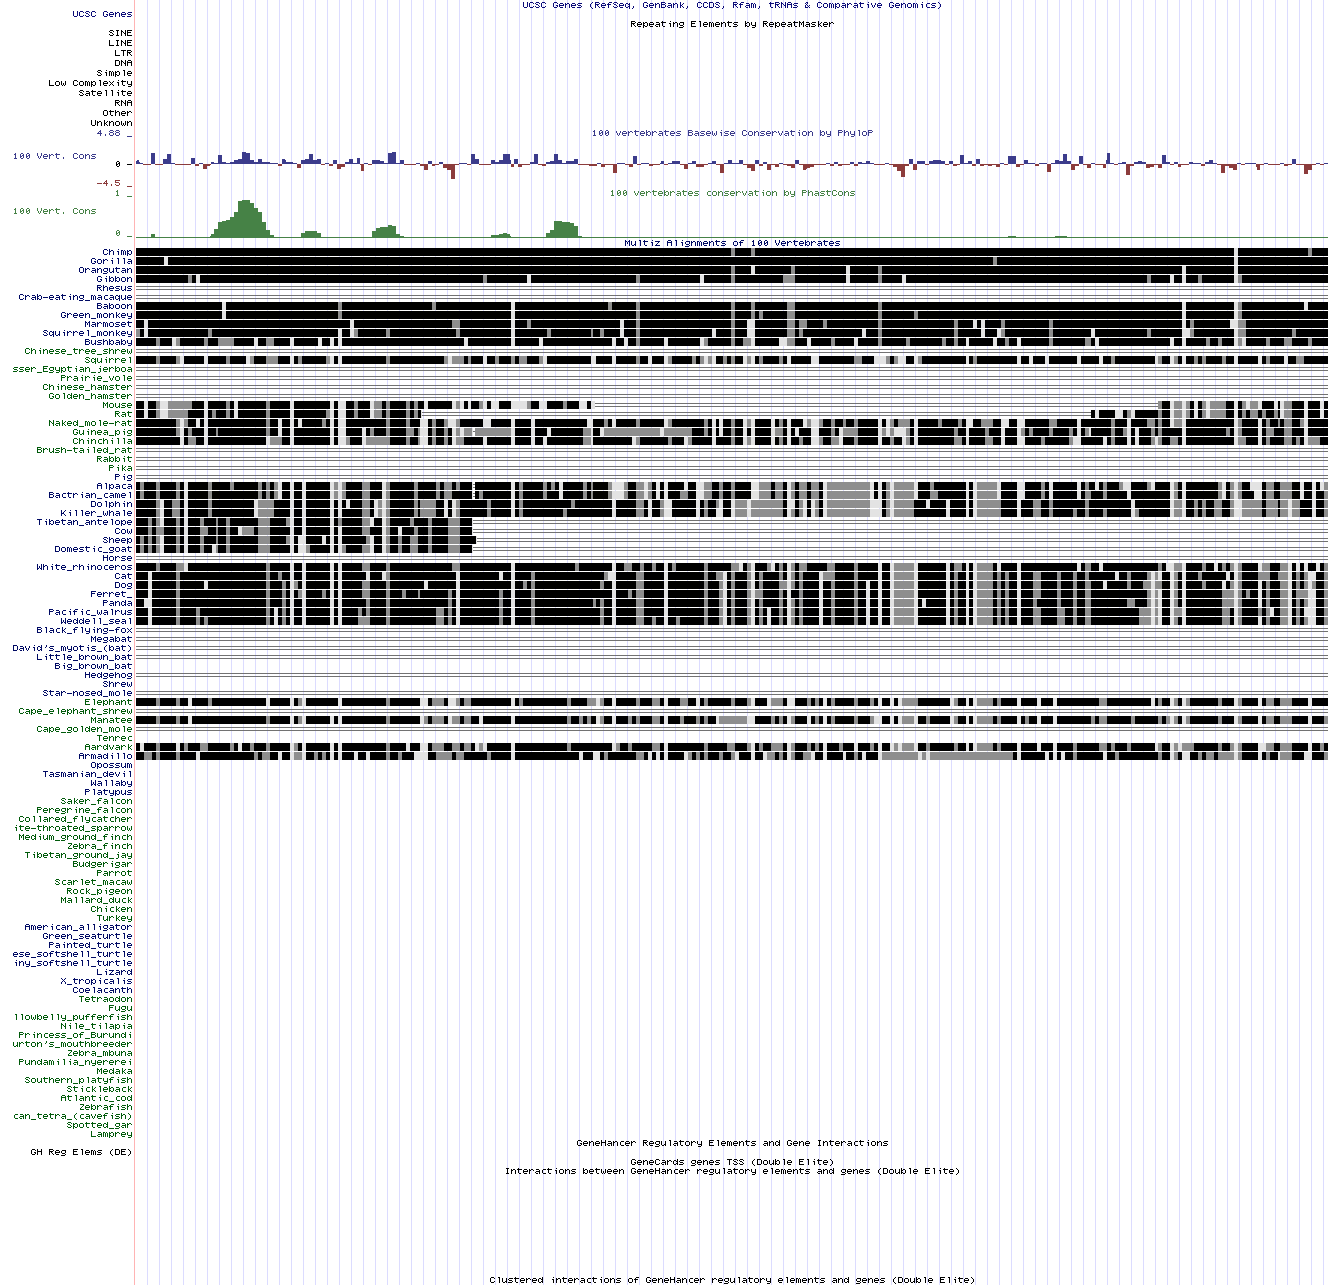 UCSC Genes (RefSeq, GenBank, CCDS, Rfam, tRNAs & Comparative Genomics)
UCSC Genes
Repeating Elements by RepeatMasker
SINE
LINE
LTR
DNA
Simple
Low Complexity
Satellite
RNA
Other
Unknown
4.88 _
100 vertebrates Basewise Conservation by PhyloP
100 Vert. Cons
0 -
-4.5 _
100 vertebrates conservation by PhastCons
1 _
100 Vert. Cons
0 _
Multiz Alignments of 100 Vertebrates
Chimp
Gorilla
Orangutan
Gibbon
Rhesus
Crab-eating_macaque
Baboon
Green_monkey
Marmoset
Squirrel_monkey
Bushbaby
Chinese_tree_shrew
Squirrel
sser_Egyptian_jerboa
Prairie_vole
Chinese_hamster
Golden_hamster
Mouse
Rat
Naked_mole-rat
Guinea_pig
Chinchilla
Brush-tailed_rat
Rabbit
Pika
Pig
Alpaca
Bactrian_camel
Dolphin
Killer_whale
Tibetan_antelope
Cow
Sheep
Domestic_goat
Horse
White_rhinoceros
Cat
Dog
Ferret_
Panda
Pacific_walrus
Weddell_seal
Black_flying-fox
Megabat
David's_myotis_(bat)
Little_brown_bat
Big_brown_bat
Hedgehog
Shrew
Star-nosed_mole
Elephant
Cape_elephant_shrew
Manatee
Cape_golden_mole
Tenrec
Aardvark
Armadillo
Opossum
Tasmanian_devil
Wallaby
Platypus
Saker_falcon
Peregrine_falcon
Collared_flycatcher
ite-throated_sparrow
Medium_ground_finch
Zebra_finch
Tibetan_ground_jay
Budgerigar
Parrot
Scarlet_macaw
Rock_pigeon
Mallard_duck
Chicken
Turkey
American_alligator
Green_seaturtle
Painted_turtle
ese_softshell_turtle
iny_softshell_turtle
Lizard
X_tropicalis
Coelacanth
Tetraodon
Fugu
llowbelly_pufferfish
Nile_tilapia
Princess_of_Burundi
urton's_mouthbreeder
Zebra_mbuna
Pundamilia_nyererei
Medaka
Southern_platyfish
Stickleback
Atlantic_cod
Zebrafish
can_tetra_(cavefish)
Spotted_gar
Lamprey
GeneHancer Regulatory Elements and Gene Interactions
GH Reg Elems (DE)
GeneCards genes TSS (Double Elite)
Interactions between GeneHancer regulatory elements and genes (Double Elite)
Clustered interactions of GeneHancer regulatory elements and genes (Double Elite)